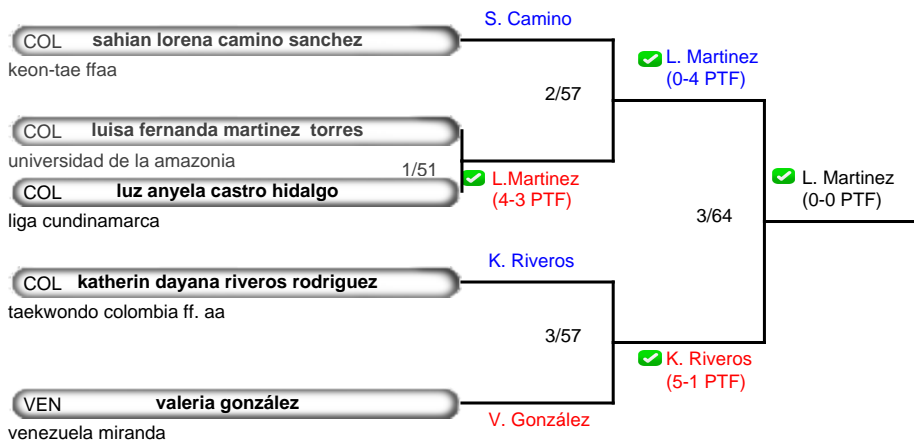 S. Camino
COL sahian lorena camino sanchez
keon-tae ffaa
L. Martinez
(0-4 PTF)
2/57
COL luisa fernanda martinez torres
universidad de la amazonia
1/51
COL luz anyela castro hidalgo
liga cundinamarca
L.Martinez
(4-3 PTF)
L. Martinez
(0-0 PTF)
3/64
K. Riveros
COL katherin dayana riveros rodriguez
taekwondo colombia ff. aa
3/57
K. Riveros
(5-1 PTF)
VEN valeria gonzález
venezuela miranda
V. González